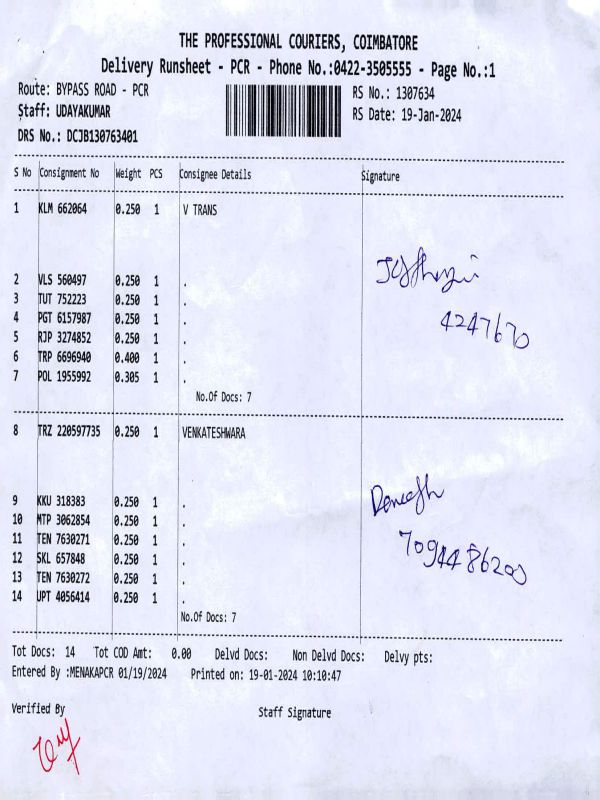 THE PROFESSIONAL COURIERS, COIMBATORE
Delivery Runsheet - PCR - Phone No.:0422-3505555 - Page No.:1
Route: BYPASS ROAD - PCR RS No.: 1307634
Staff: UDAYAKUMAR RS Date: 19-Jan-2024
DRS No.: DCJB130763401
S No Consignment No Weight PCS Consignee Details Signature
1 KLM 662064 0.250 1 V TRANS
2 VLS 560497 0.250 1 .
3 TUT 752223 0.250 1 .
4 PGT 6157987 0.250 1 .
4247670
5 RJP 3274852 0.250 1 .
6 TRP 6696940 0.400 1 .
7 POL 1955992 0.305 1 .
No.Of Docs: 7
8 TRZ 220597735 0.250 1 VENKATESHWARA
9 KKU 318383 0.250 1 .
10 MTP 3062854 0.250 1 .
11 TEN 7630271 0.250 1 .
12 SKL 657848 0.250 1 .
13 TEN 7630272 0.250 1 .
14 UPT 4056414 0.250 1 .
No.Of Docs: 7
Tot Docs: 14 Tot COD Amt: 0.00 Delvd Docs: Non Delvd Docs: Delvy pts:
Entered By :MENAKAPCR 01/19/2024 Printed on: 19-01-2024 10:10:47
Verified By Staff Signature